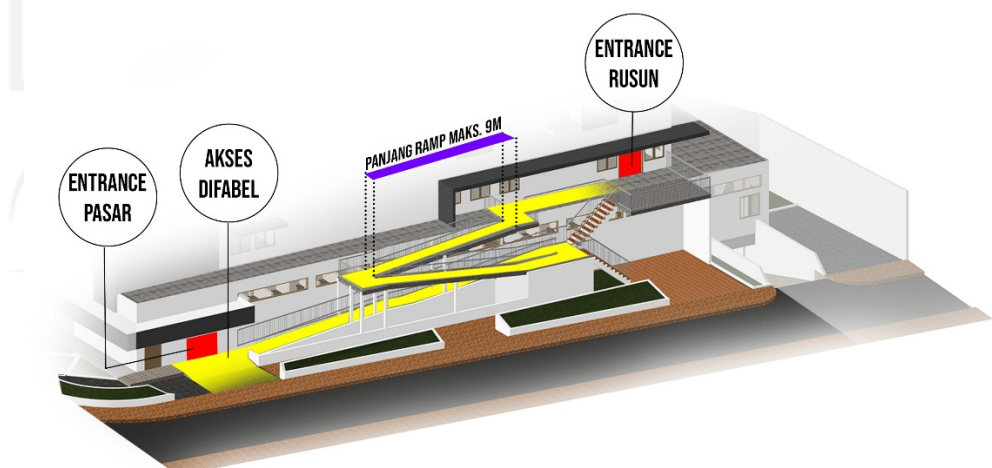 ENTRANCE
RUSUN
PANJANG RAMP MAKS. 9M
AKSES
DIFABEL
ENTRANCE
PASAR